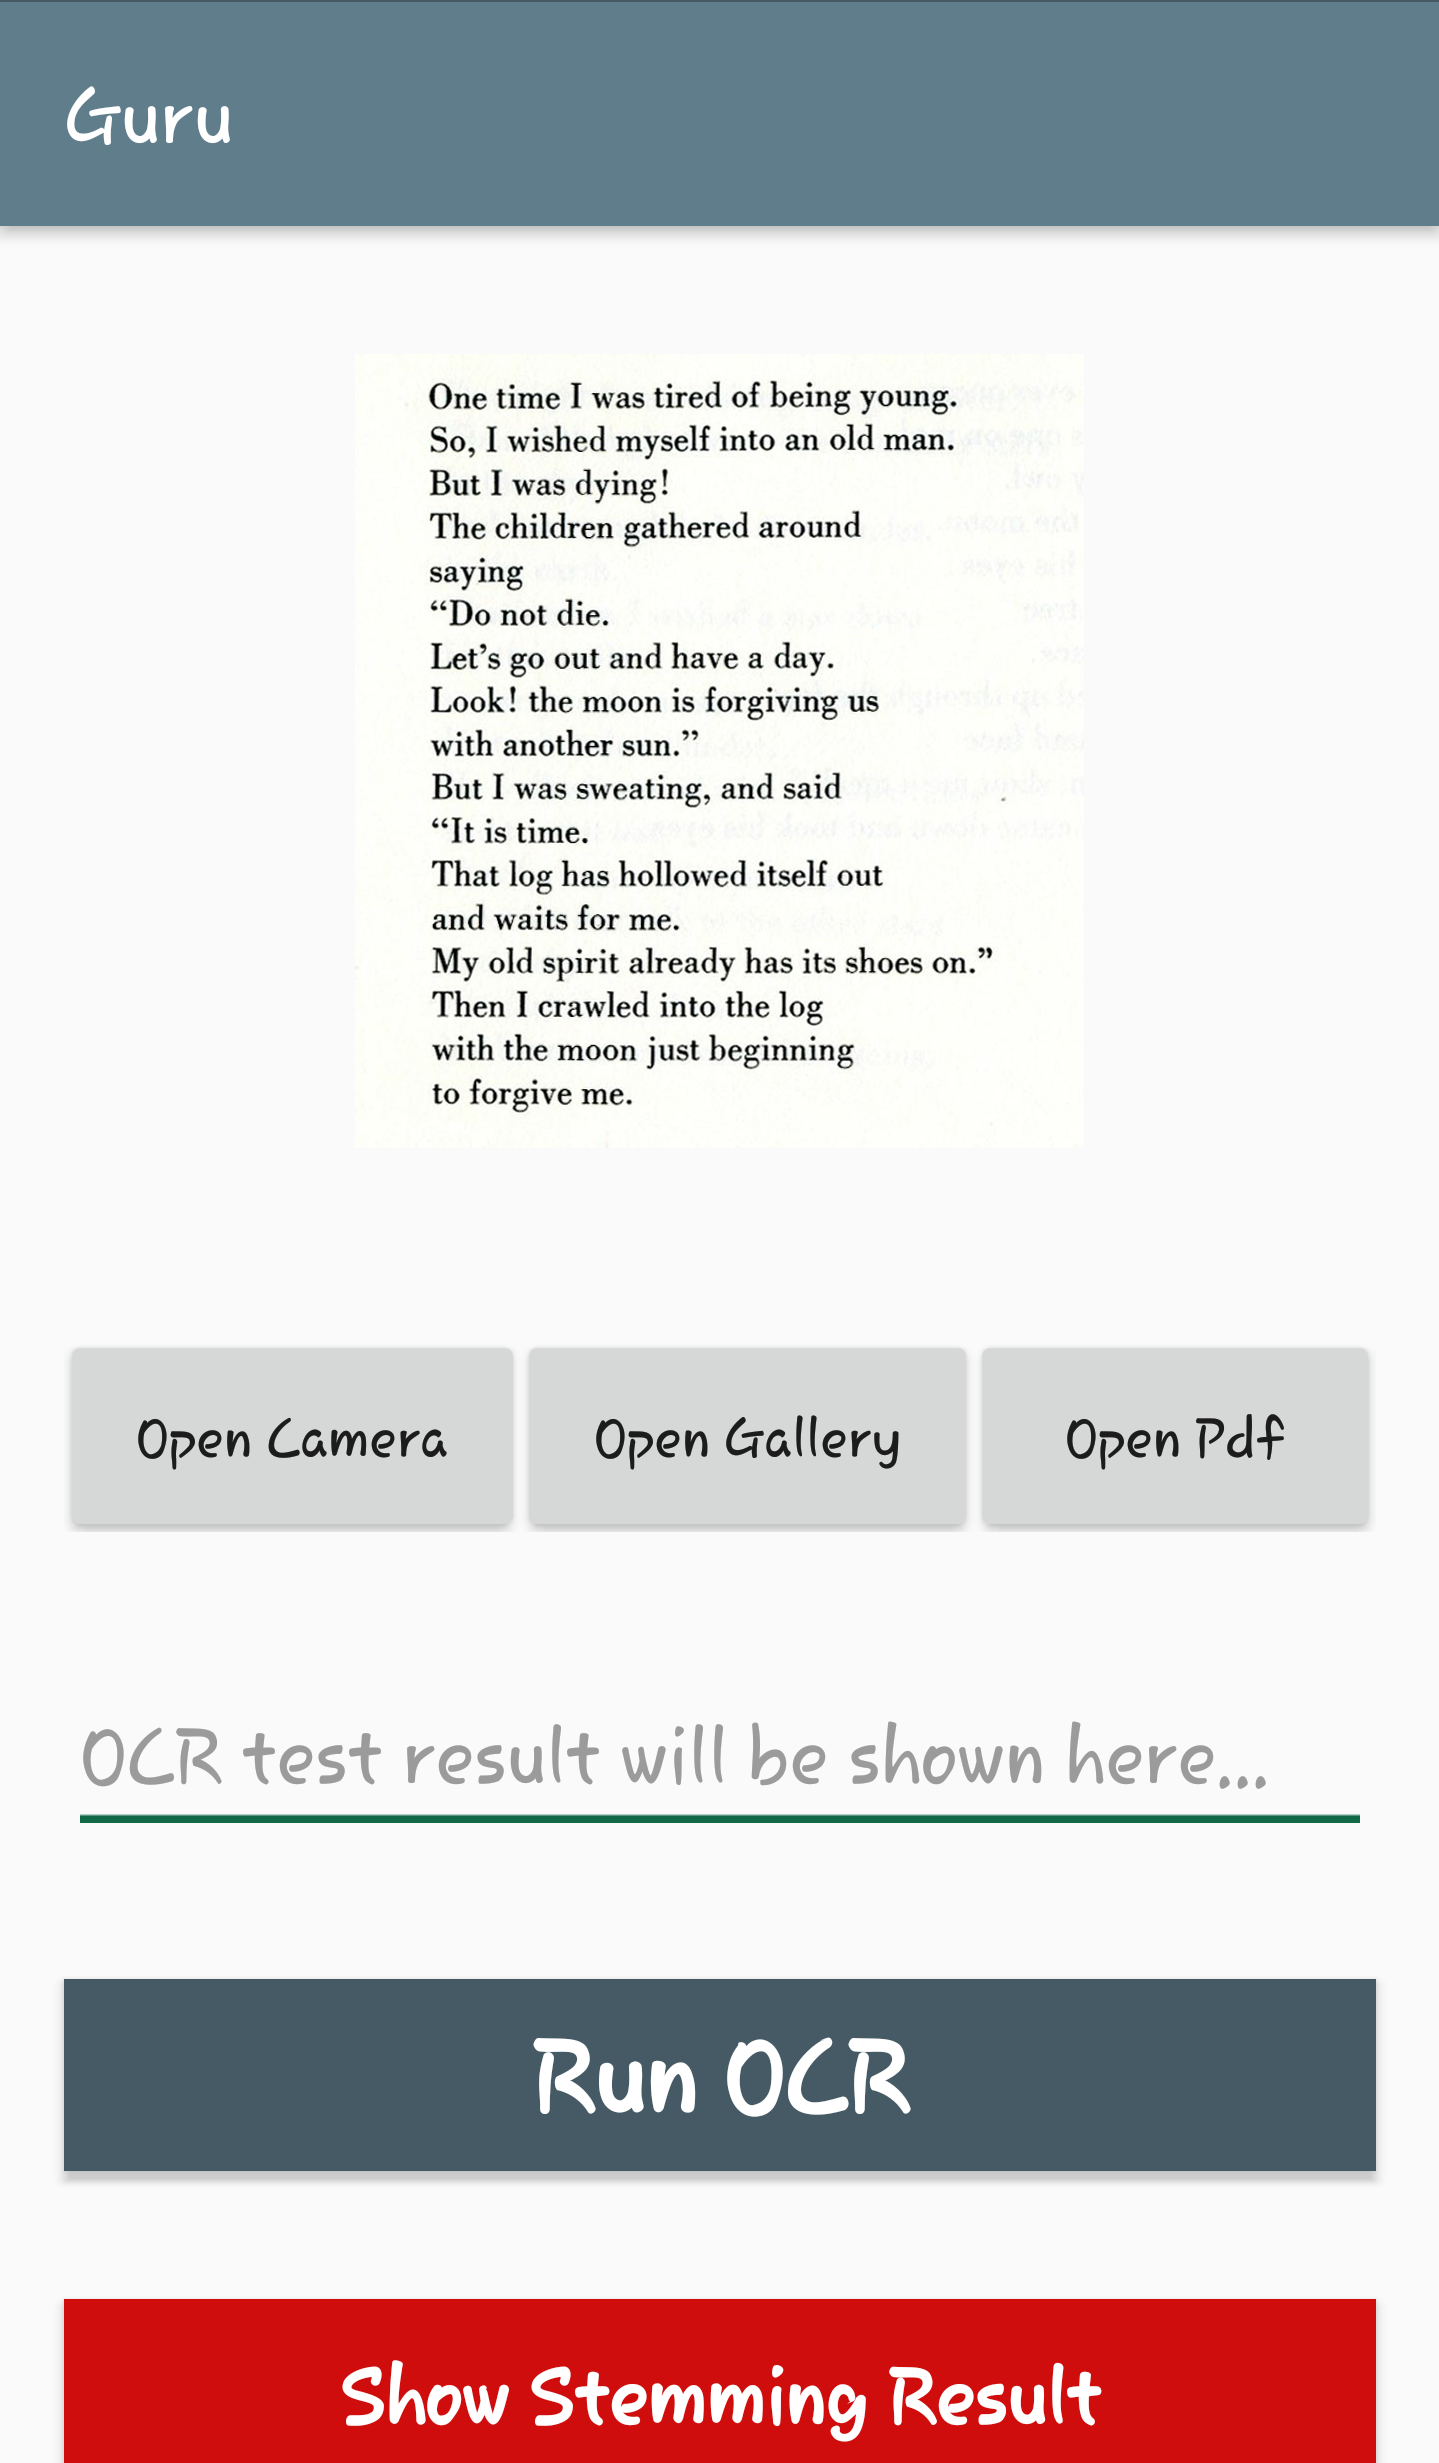 Guru
One time I was tired of being young.
So, I wished myself into an old man.
But I was dying!
The children gathered around
saying
“Do not die.
Let’s go out and have a day.
Look! the moon is forgiving us
with another sun.”
But I was sweating, and said
“It is time.
That log has hollowed itself out
and waits for me.
My old spirit already has its shoes on.”
Then I crawled into the log
with the moon just beginning
to forgive me.
Open Camera Open Gallery Open Pdf
OCR test result will be shown here...
Run OCR
Show Stemming Result